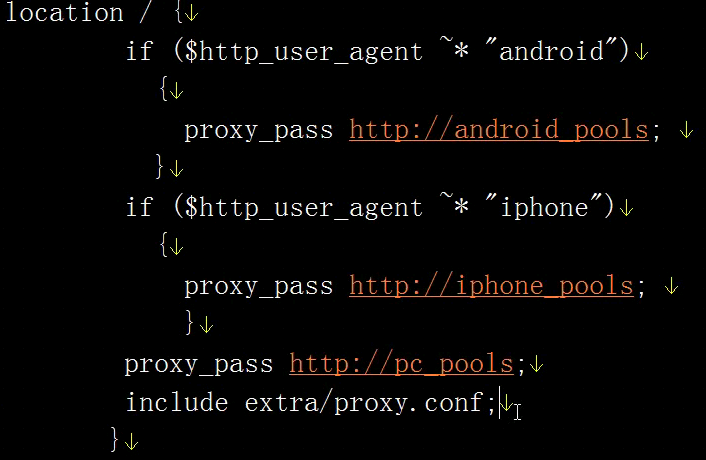 location / {↓
if ($http_user_agent ~* "android")↓
{↓
proxy_pass http://android_pools; ↓
}↓
if ($http_user_agent ~* "iphone")↓
{↓
proxy_pass http://iphone_pools; ↓
}↓
proxy_pass http://pc_pools;↓
include extra/proxy.conf;↓
}↓